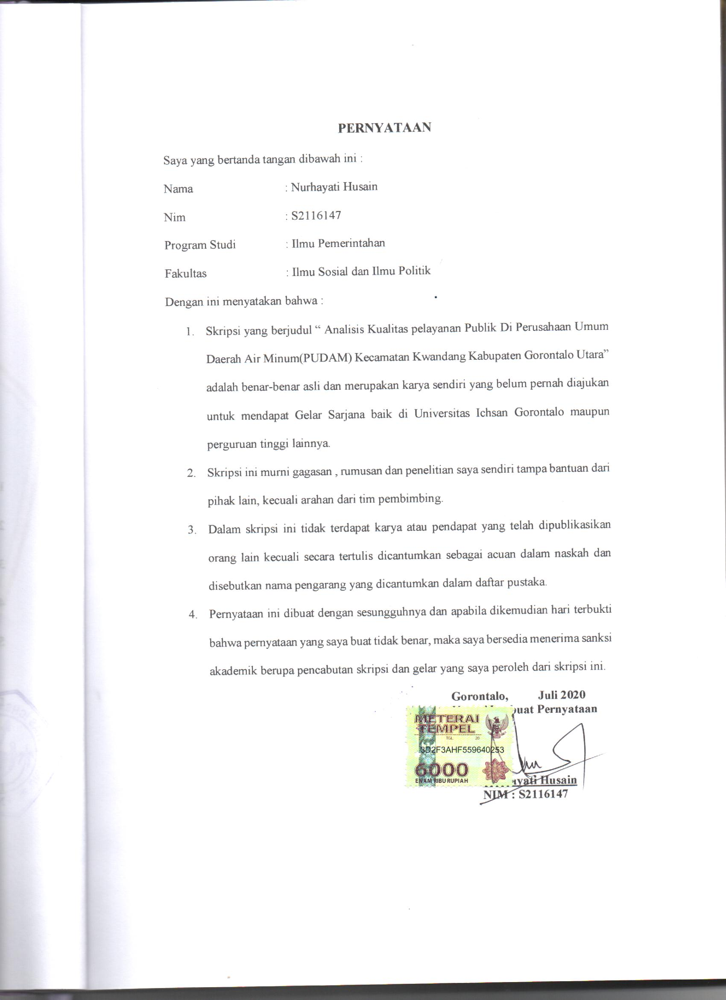 PERNYATAAN
Saya yang bertanda tangan dibawah ini :
Nama : Nurhayati Husain
Nim : S2116147
Program Studi : Ilmu Pemerintahan
Fakultas : Ilmu Sosial dan Ilmu Politik
Dengan ini menyatakan bahwa :
1. Skripsi yang berjudul “ Analisis Kualitas pelayanan Publik Di Perusahaan Umum
Daerah Air Minum(PUDAM) Kecamatan Kwandang Kabupaten Gorontalo Utara”
adalah benar-benar asli dan merupakan karya sendiri yang belum pernah diajukan
untuk mendapat Gelar Sarjana baik di Universitas Ichsan Gorontalo maupun
perguruan tinggi lainnya.
2. Skripsi ini murni gagasan , rumusan dan penelitian saya sendiri tampa bantuan dari
pihak lain, kecuali arahan dari tim pembimbing.
3. Dalam skripsi ini tidak terdapat karya atau pendapat yang telah dipublikasikan
orang lain kecuali secara tertulis dicantumkan sebagai acuan dalam naskah dan
disebutkan nama pengarang yang dicantumkan dalam daftar pustaka.
4. Pernyataan ini dibuat dengan sesungguhnya dan apabila dikemudian hari terbukti
bahwa pernyataan yang saya buat tidak benar, maka saya bersedia menerima sanksi
akademik berupa pencabutan skripsi dan gelar yang saya peroleh dari skripsi ini.
Gorontalo, Juli 2020
buat Pernyataan
METERAI
TEMPEL
TGL 20
3D2F3AHF559640253
6000
ENAM RIBU RUPIAH
ayati Husain
NIM : S2116147